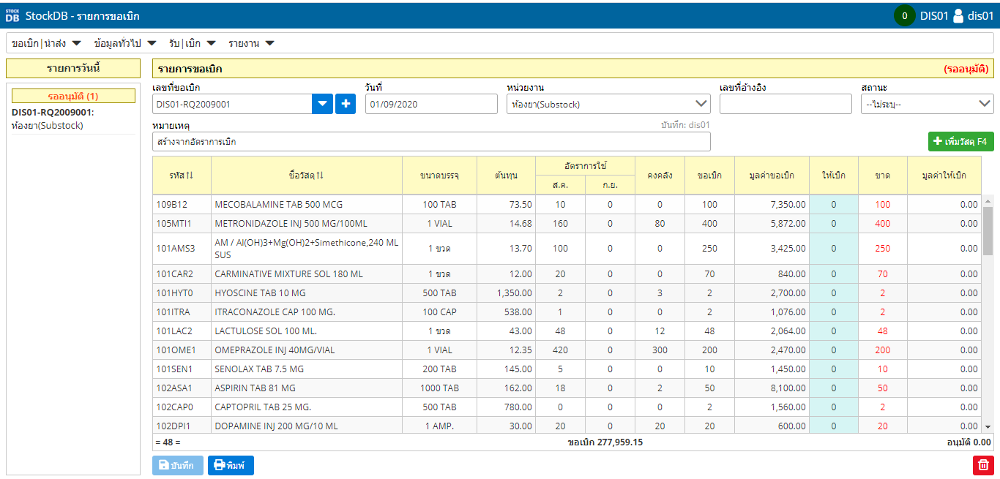 STOCK DB StockDB - รายการขอเบิก 0 DIS01 dis01
ขอเบิก|นำส่ง ข้อมูลทั่วไป รับ|เบิก รายงาน
รายการวันนี้
รออนุมัติ (1)
DIS01-RQ2009001:
ห้องยา(Substock)
รายการขอเบิก (รออนุมัติ)
เลขที่ขอเบิก วันที่ หน่วยงาน เลขที่อ้างอิง สถานะ
DIS01-RQ2009001 01/09/2020 ห้องยา(Substock) --ไม่ระบุ--
หมายเหตุ บันทึก: dis01
สร้างจากอัตราการเบิก เพิ่มวัสดุ F4
รหัส ชื่อวัสดุ ขนาดบรรจุ ต้นทุน อัตราการใช้ คงคลัง ขอเบิก มูลค่าขอเบิก ให้เบิก ขาด มูลค่าให้เบิก
ส.ค. ก.ย.
109B12 MECOBALAMINE TAB 500 MCG 100 TAB 73.50 10 0 0 100 7,350.00 0 100 0.00
105MTI1 METRONIDAZOLE INJ 500 MG/100ML 1 VIAL 14.68 160 0 80 400 5,872.00 0 400 0.00
101AMS3 AM / Al(OH)3+Mg(OH)2+Simethicone,240 ML SUS 1 ขวด 13.70 100 0 0 250 3,425.00 0 250 0.00
101CAR2 CARMINATIVE MIXTURE SOL 180 ML 1 ขวด 12.00 20 0 0 70 840.00 0 70 0.00
101HYT0 HYOSCINE TAB 10 MG 500 TAB 1,350.00 2 0 3 2 2,700.00 0 2 0.00
101ITRA ITRACONAZOLE CAP 100 MG. 100 CAP 538.00 1 0 0 2 1,076.00 0 2 0.00
101LAC2 LACTULOSE SOL 100 ML. 1 ขวด 43.00 48 0 12 48 2,064.00 0 48 0.00
101OME1 OMEPRAZOLE INJ 40MG/VIAL 1 VIAL 12.35 420 0 300 200 2,470.00 0 200 0.00
101SEN1 SENOLAX TAB 7.5 MG 200 TAB 145.00 5 0 0 10 1,450.00 0 10 0.00
102ASA1 ASPIRIN TAB 81 MG 1000 TAB 162.00 18 0 2 50 8,100.00 0 50 0.00
102CAP0 CAPTOPRIL TAB 25 MG. 500 TAB 780.00 0 0 0 2 1,560.00 0 2 0.00
102DPI1 DOPAMINE INJ 200 MG/10 ML 1 AMP. 30.00 20 0 20 20 600.00 0 20 0.00
= 48 = ขอเบิก 277,959.15 อนุมัติ 0.00
บันทึก พิมพ์